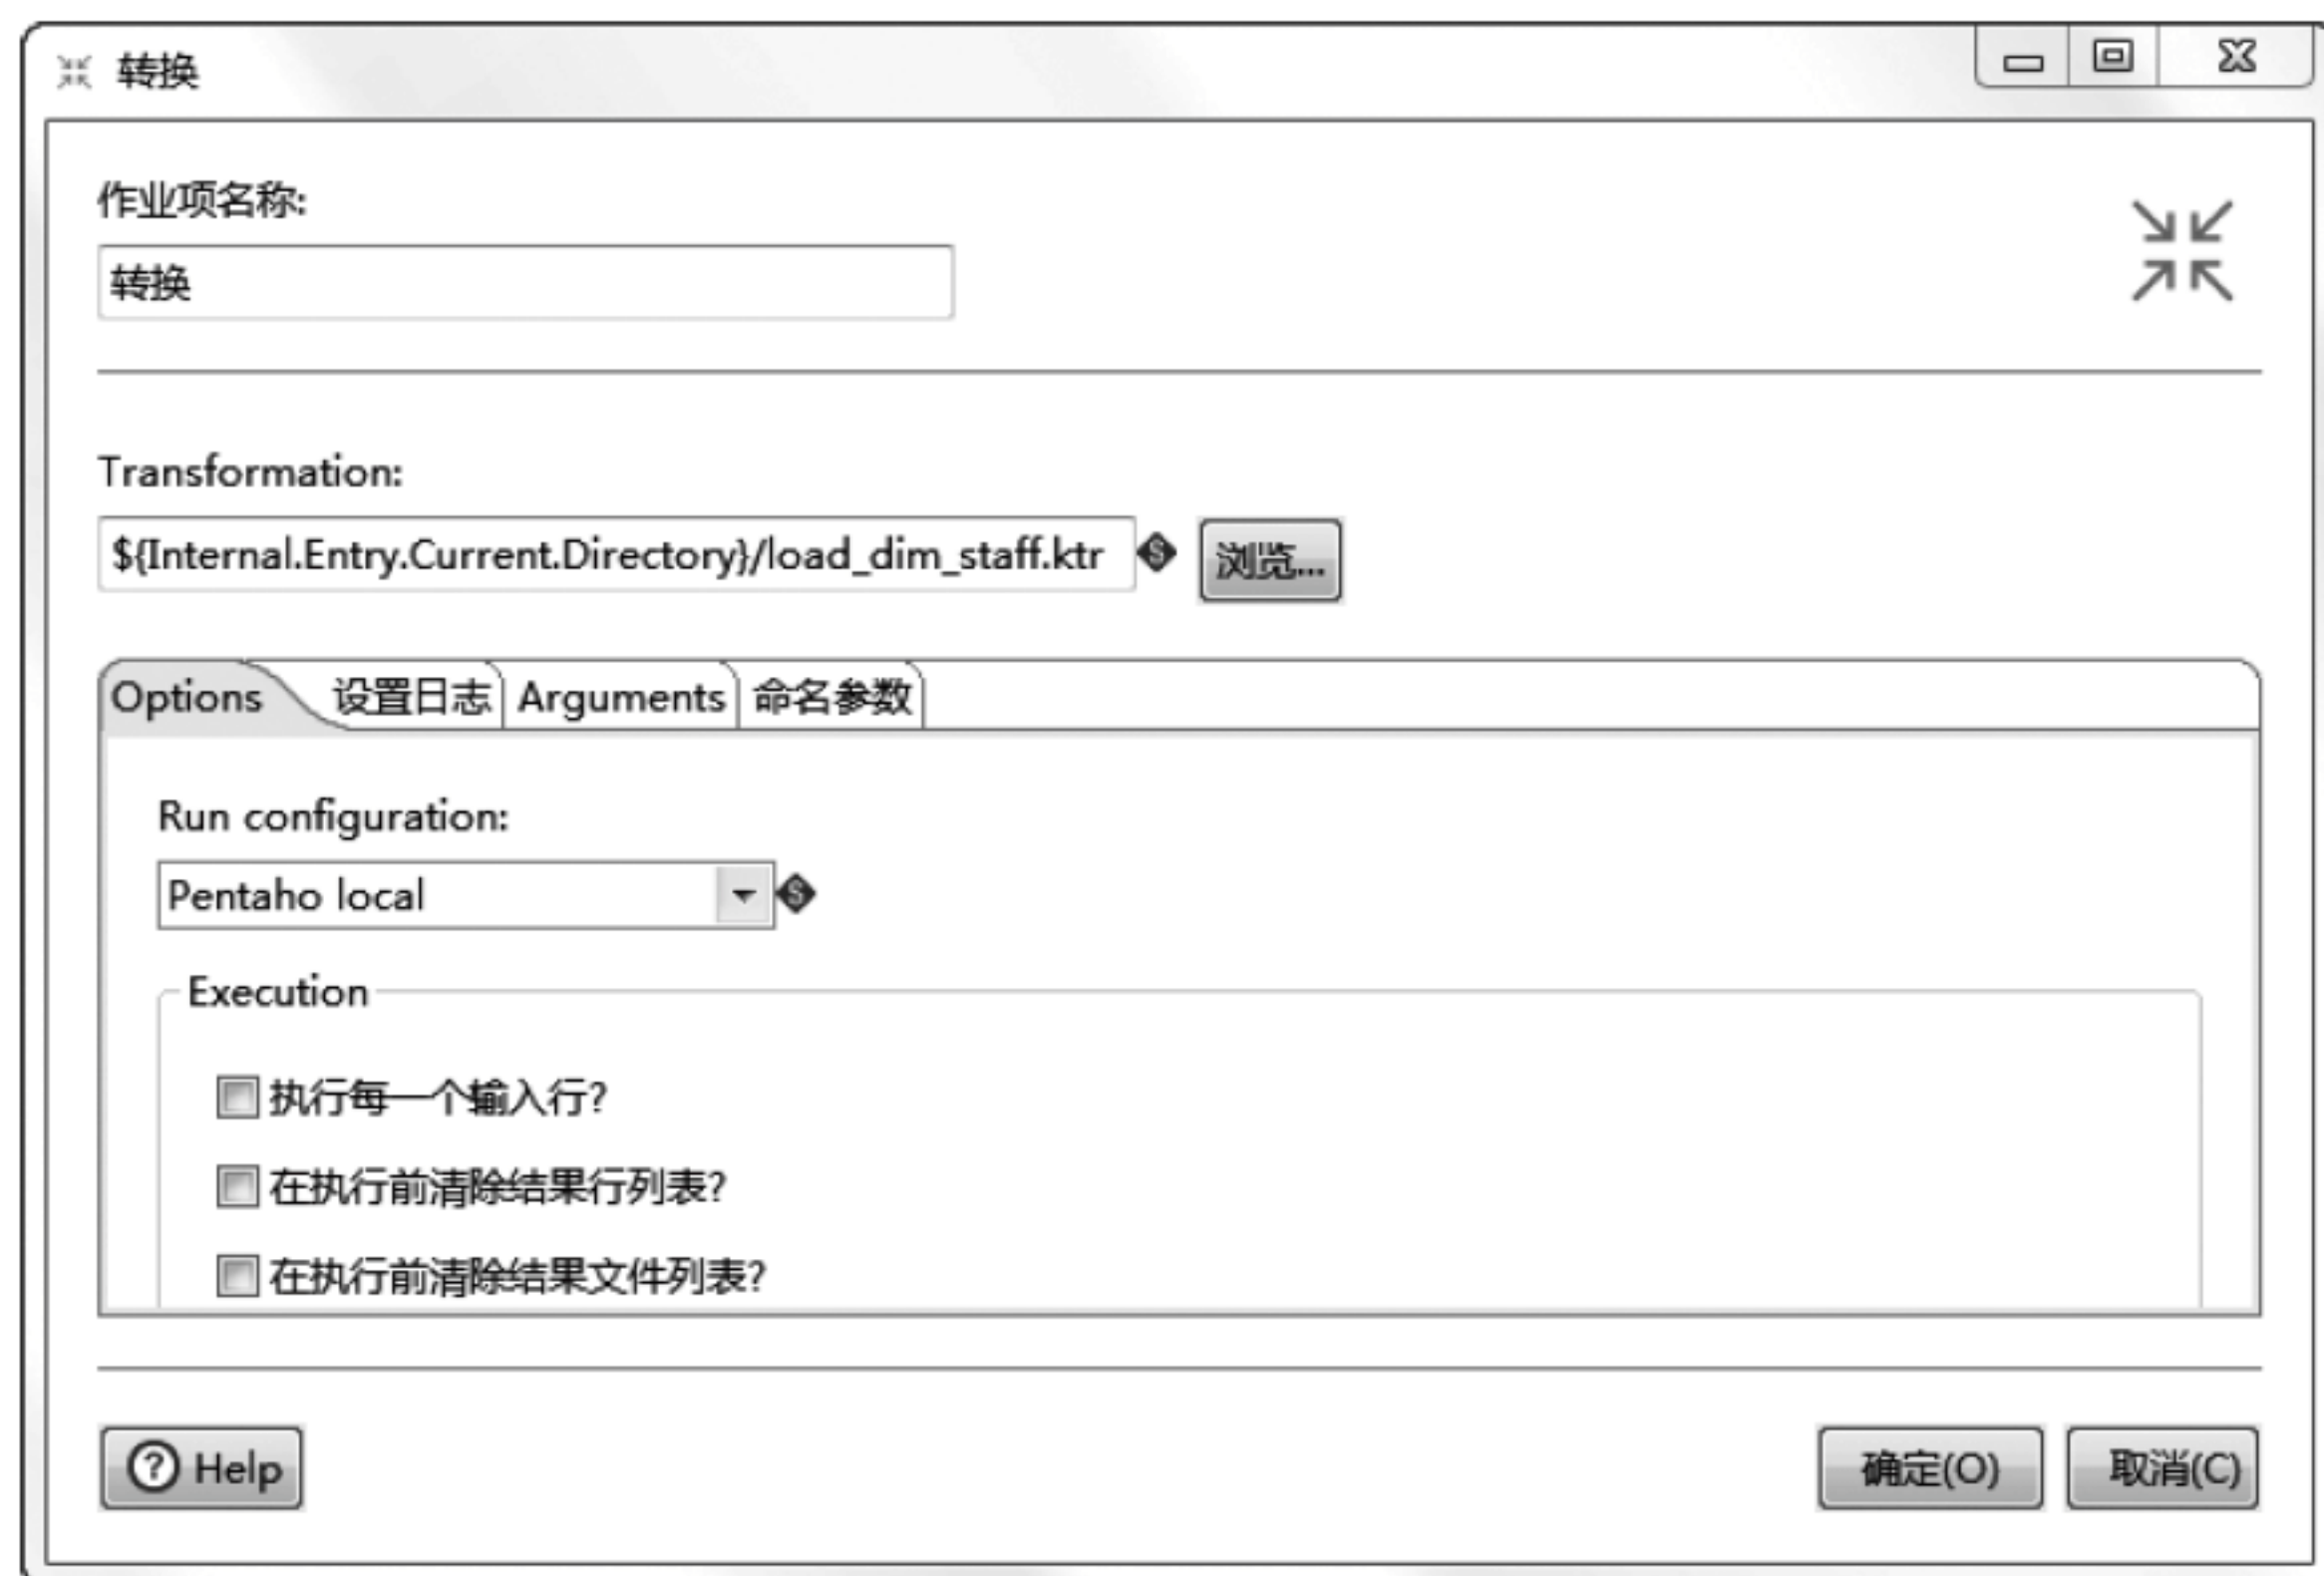 转换
作业项名称:
转换
Transformation:
${Internal.Entry.Current.Directory}/load_dim_staff.ktr 浏览...
Options 设置日志 Arguments 命名参数
Run configuration:
Pentaho local
Execution
执行每一个输入行?
在执行前清除结果行列表?
在执行前清除结果文件列表?
Help 确定(O) 取消(C)